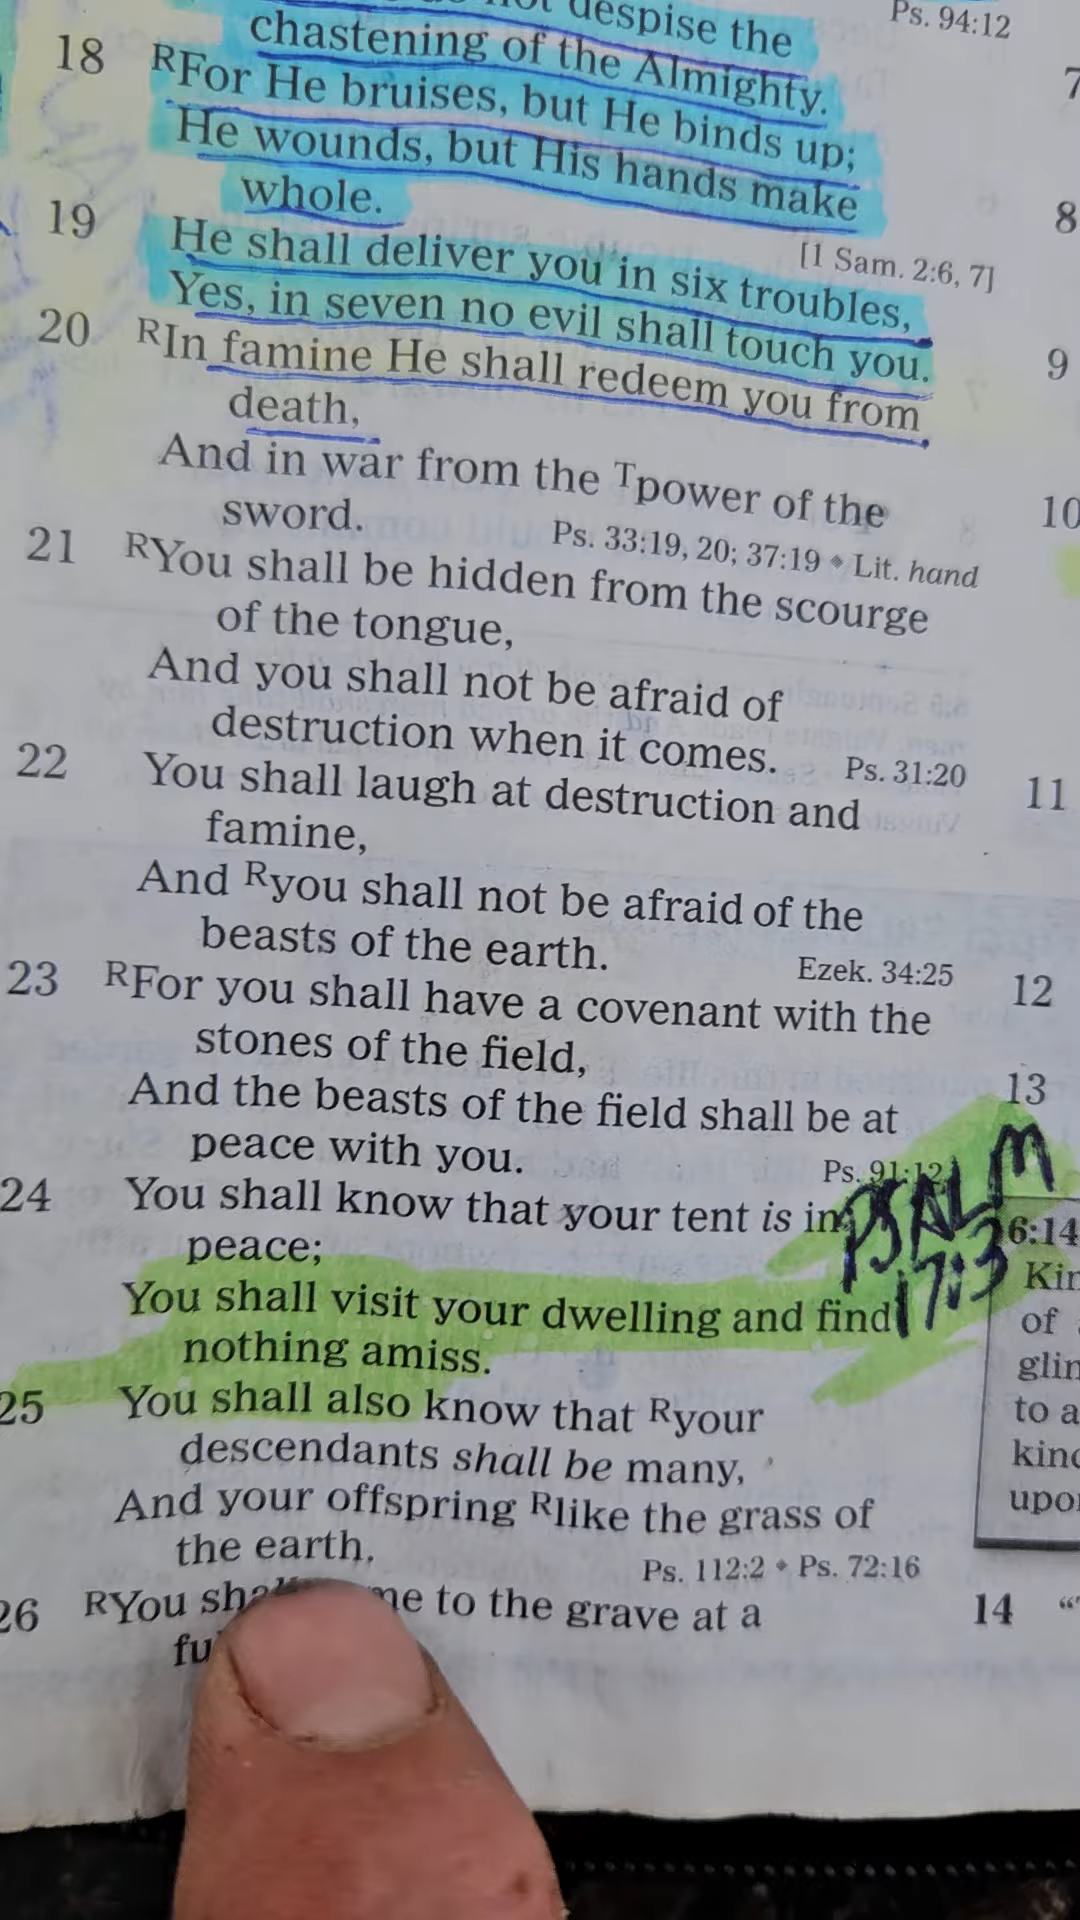 not despise the
Ps. 94:12
chastening of the Almighty.
18 RFor He bruises, but He binds up;
He wounds, but His hands make
whole.
[1 Sam. 2:6, 7]
19 He shall deliver you in six troubles,
Yes, in seven no evil shall touch you.
20 RIn famine He shall redeem you from
death,
And in war from the Tpower of the
sword.
Ps. 33:19, 20; 37:19 • Lit. hand
21 RYou shall be hidden from the scourge
of the tongue,
And you shall not be afraid of
destruction when it comes.
Ps. 31:20
22 You shall laugh at destruction and
famine,
And Ryou shall not be afraid of the
beasts of the earth.
Ezek. 34:25
23 RFor you shall have a covenant with the
stones of the field,
And the beasts of the field shall be at
peace with you.
Ps. 91:12
24 You shall know that your tent is in
peace;
You shall visit your dwelling and find
nothing amiss.
PSALM
17:3
25 You shall also know that Ryour
descendants shall be many,
And your offspring Rlike the grass of
the earth.
Ps. 112:2 • Ps. 72:16
26 RYou to the grave at a
7
8
9
10
11
12
13
6:14
of
to a
14 “